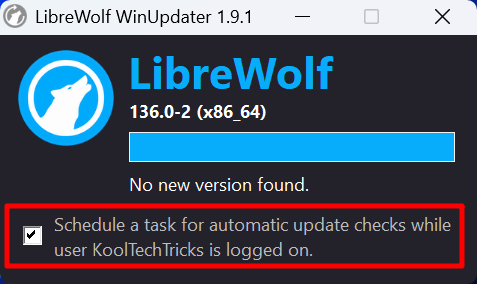 LibreWolf WinUpdater 1.9.1
LibreWolf
136.0-2 (x86_64)
No new version found.
Schedule a task for automatic update checks while
user KoolTechTricks is logged on.